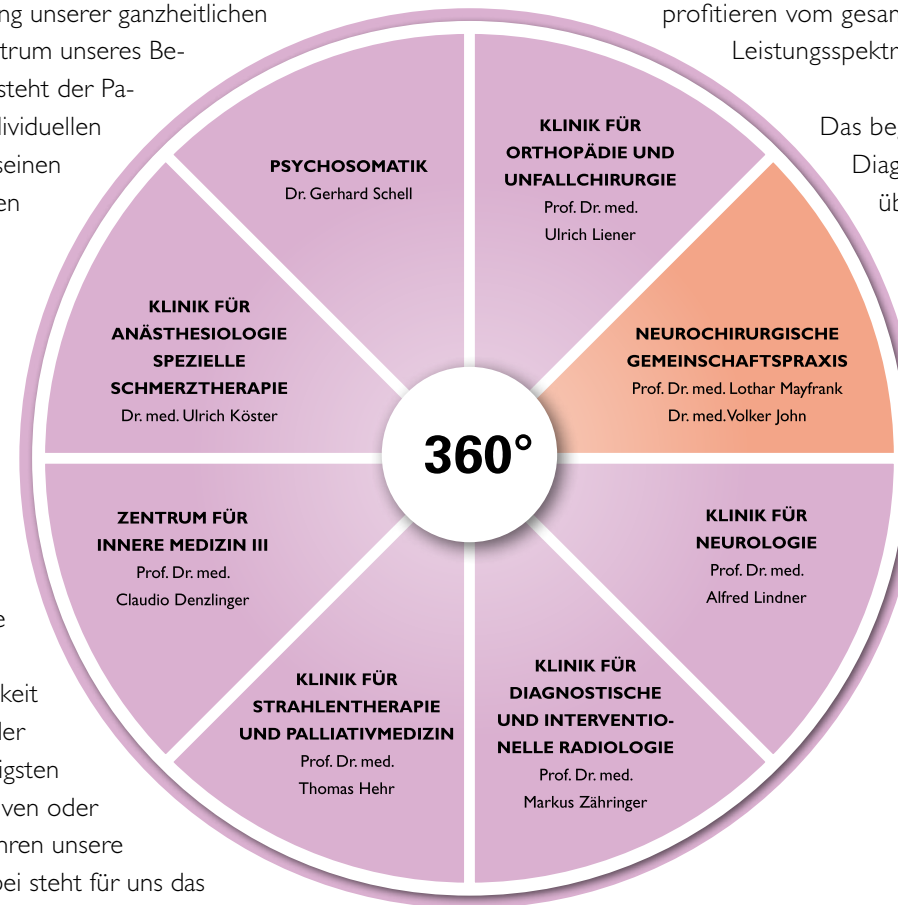 ng unserer ganzheitlichen
trum unseres Be-
steht der Pa-
dividuellen
seinen
en
profitieren vom gesar
Leistungsspektr
Das beg
Diag
üb
PSYCHOSOMATIK
Dr. Gerhard Schell
KLINIK FÜR
ORTHOPÄDIE UND
UNFALLCHIRURGIE
Prof. Dr. med.
Ulrich Liener
NEUROCHIRURGISCHE
GEMEINSCHAFTSPRAXIS
Prof. Dr. med. Lothar Mayfrank
Dr. med. Volker John
KLINIK FÜR
ANÄSTHESIOLOGIE
SPEZIELLE
SCHMERZTHERAPIE
Dr. med. Ulrich Köster
360°
ZENTRUM FÜR
INNERE MEDIZIN III
Prof. Dr. med.
Claudio Denzlinger
KLINIK FÜR
NEUROLOGIE
Prof. Dr. med.
Alfred Lindner
KLINIK FÜR
STRAHLENTHERAPIE
UND PALLIATIVMEDIZIN
Prof. Dr. med.
Thomas Hehr
KLINIK FÜR
DIAGNOSTISCHE
UND INTERVENTIO-
NELLE RADIOLOGIE
Prof. Dr. med.
Markus Zähringer
e
keit
ler
igsten
ven oder
hren unsere
bei steht für uns das